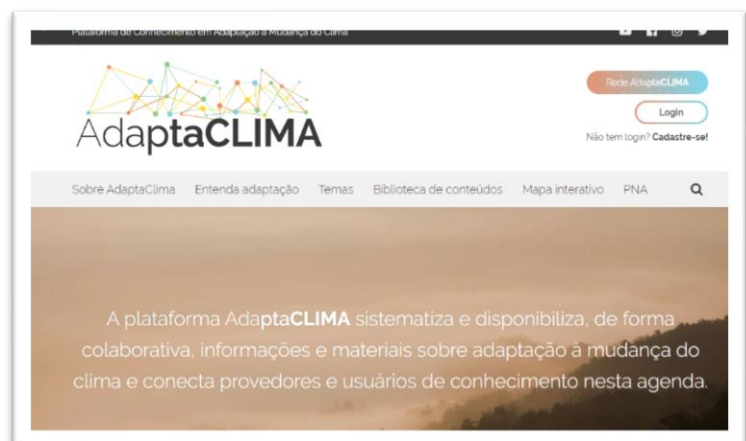 Plataforma de Conhecimento em Adaptação à Mudança do Clima
Rede AdaptaCLIMA
AdaptaCLIMA
Login
Não tem login? Cadastre-se!
Sobre AdaptaClima Entenda adaptação Temas Biblioteca de conteúdos Mapa interativo PNA
A plataforma AdaptaCLIMA sistematiza e disponibiliza, de forma
colaborativa, informações e materiais sobre adaptação à mudança do
clima e conecta provedores e usuários de conhecimento nesta agenda.